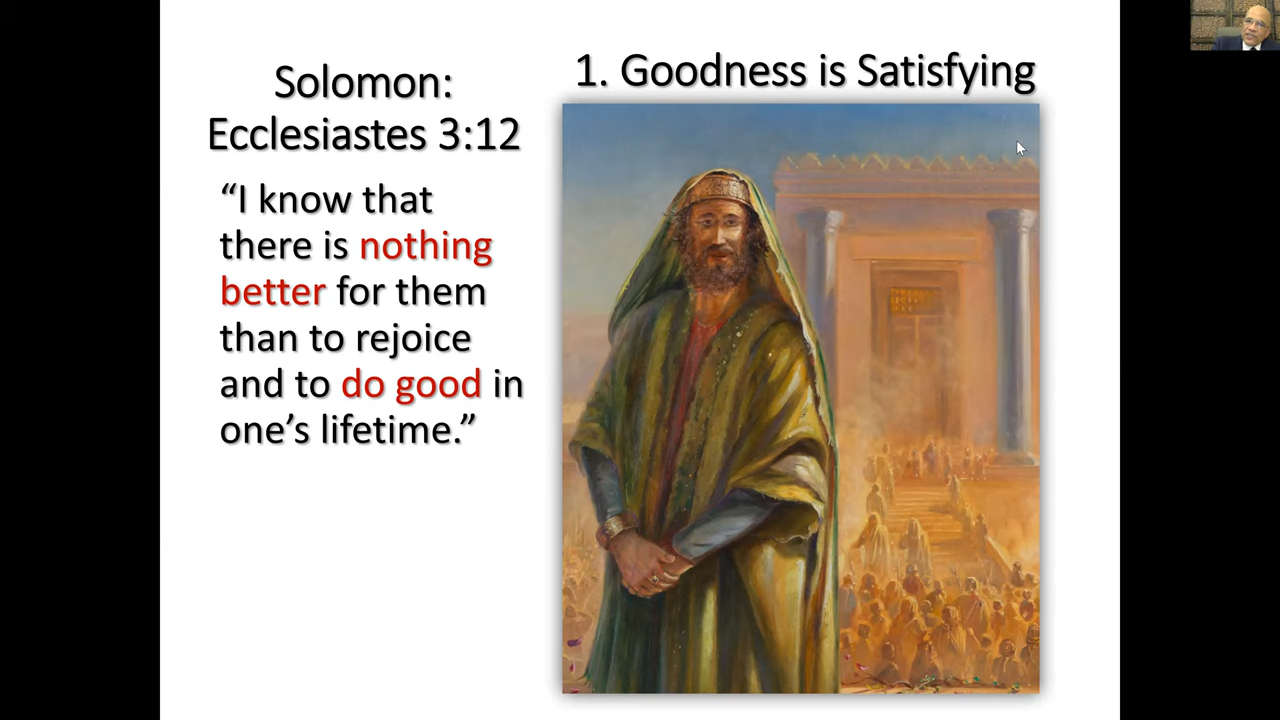 Solomon:
Ecclesiastes 3:12
“I know that
there is nothing
better for them
than to rejoice
and to do good in
one’s lifetime.”
1. Goodness is Satisfying